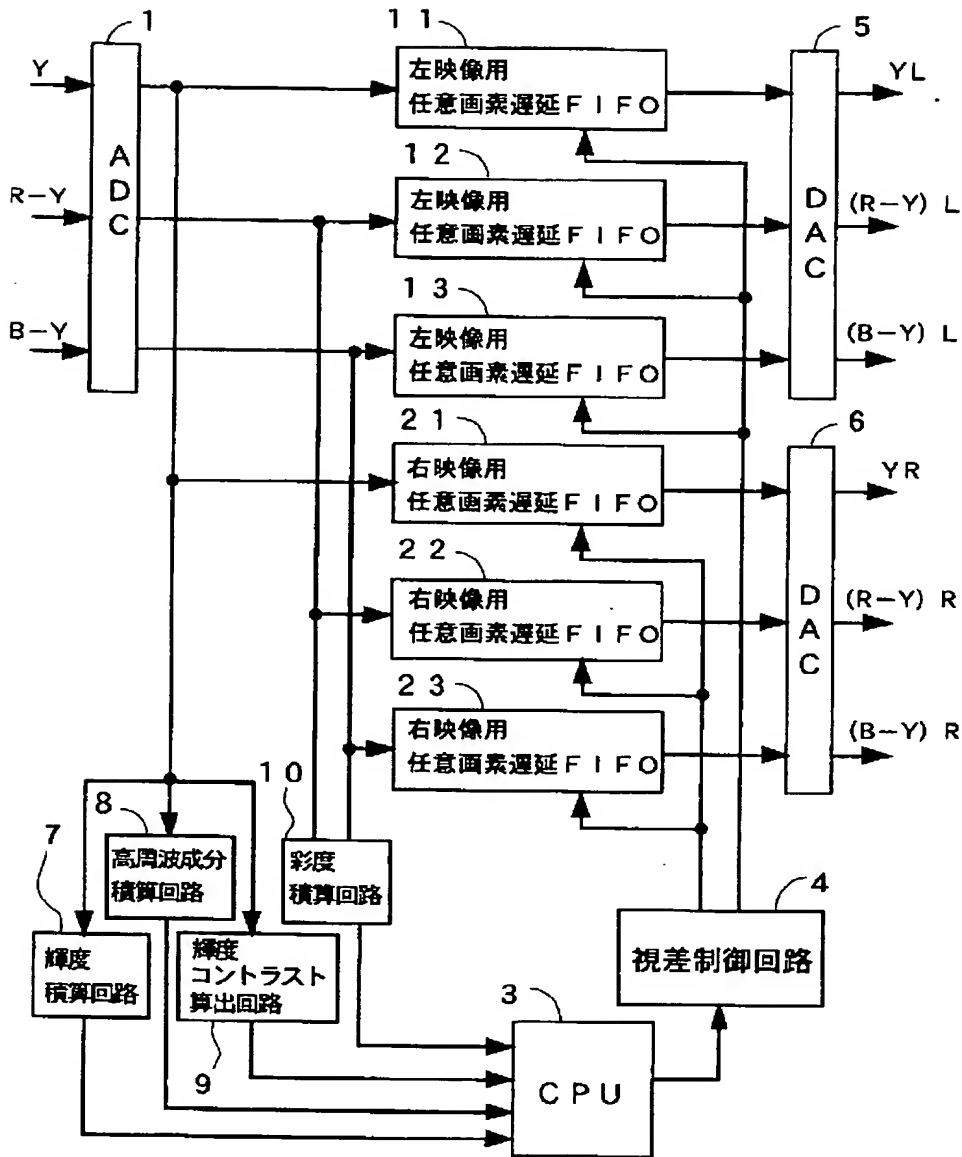 1
Y
R-Y
B-Y
ADC
11
左映像用
任意画素遅延FIFO
12
左映像用
任意画素遅延FIFO
13
左映像用
任意画素遅延FIFO
21
右映像用
任意画素遅延FIFO
22
右映像用
任意画素遅延FIFO
23
右映像用
任意画素遅延FIFO
5
DAC
YL
(R-Y) L
(B-Y) L
6
DAC
YR
(R-Y) R
(B-Y) R
7
輝度
積算回路
8
高周波成分
積算回路
輝度
コントラスト
算出回路
9
10
彩度
積算回路
3
CPU
4
視差制御回路